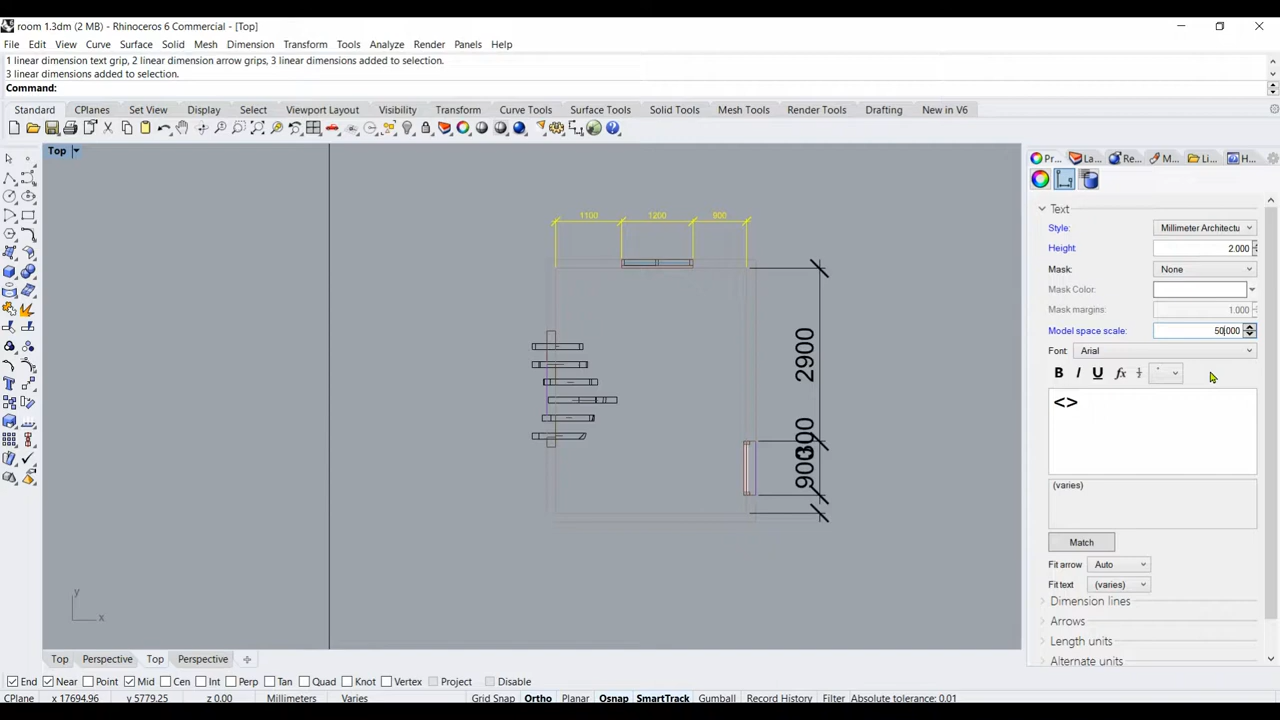 room 1.3dm (2 MB) - Rhinoceros 6 Commercial - [Top]
File Edit View Curve Surface Solid Mesh Dimension Transform Tools Analyze Render Panels Help
1 linear dimension text grip, 2 linear dimension arrow grips, 3 linear dimensions added to selection.
3 linear dimensions added to selection.
Command:
Standard CPlanes Set View Display Select Viewport Layout Visibility Transform Curve Tools Surface Tools Solid Tools Mesh Tools Render Tools Drafting New in V6
Top
Pr... La... Re... M... Li... H...
Text
Style: Millimeter Architectu
Height: 2.000
Mask: None
Mask Color:
Mask margins: 1.000
Model space scale: 50.000
Font: Arial
B I U fx
<>
(varies)
Match
Fit arrow Auto
Fit text (varies)
Dimension lines
Arrows
Length units
Alternate units
1100 1200 900
2900
300
900
y
x
Top Perspective Top Perspective
End Near Point Mid Cen Int Perp Tan Quad Knot Vertex Project Disable
CPlane x 17694.96 y 5779.25 z 0.00 Millimeters Varies Grid Snap Ortho Planar Osnap SmartTrack Gumball Record History Filter Absolute tolerance: 0.01